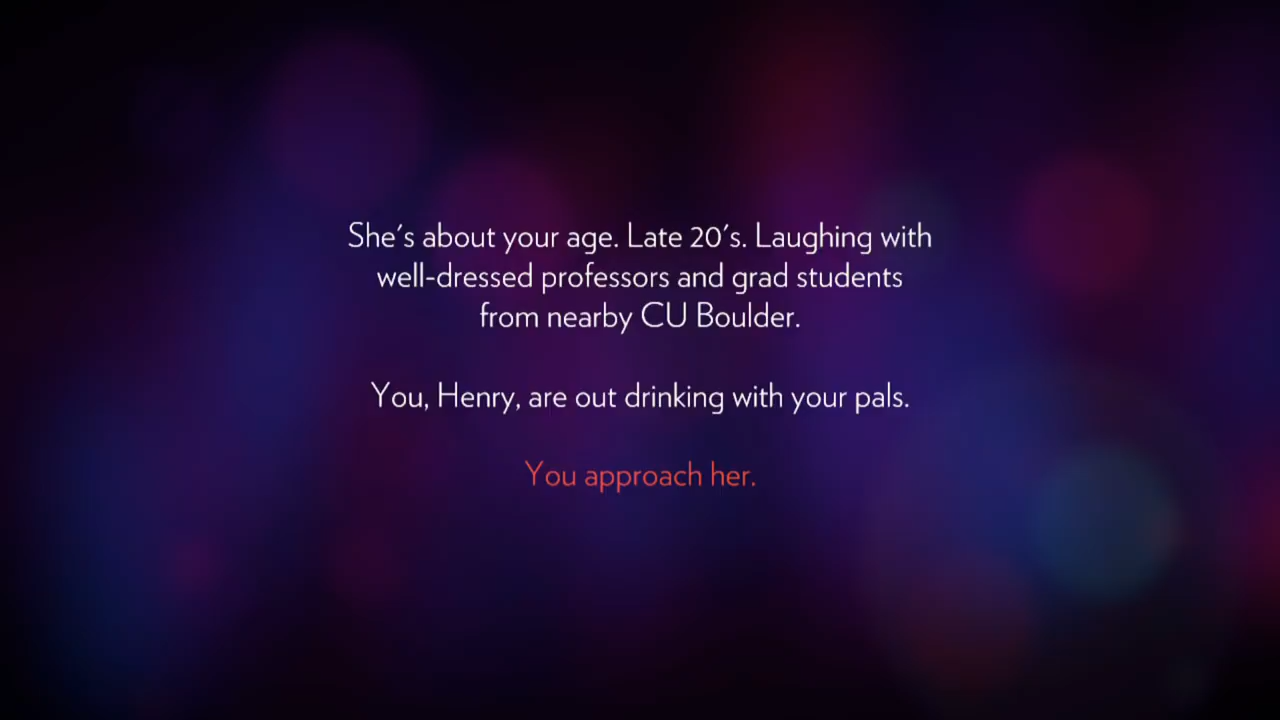 She's about your age. Late 20's. Laughing with
well-dressed professors and grad students
from nearby CU Boulder.
You, Henry, are out drinking with your pals.
You approach her.